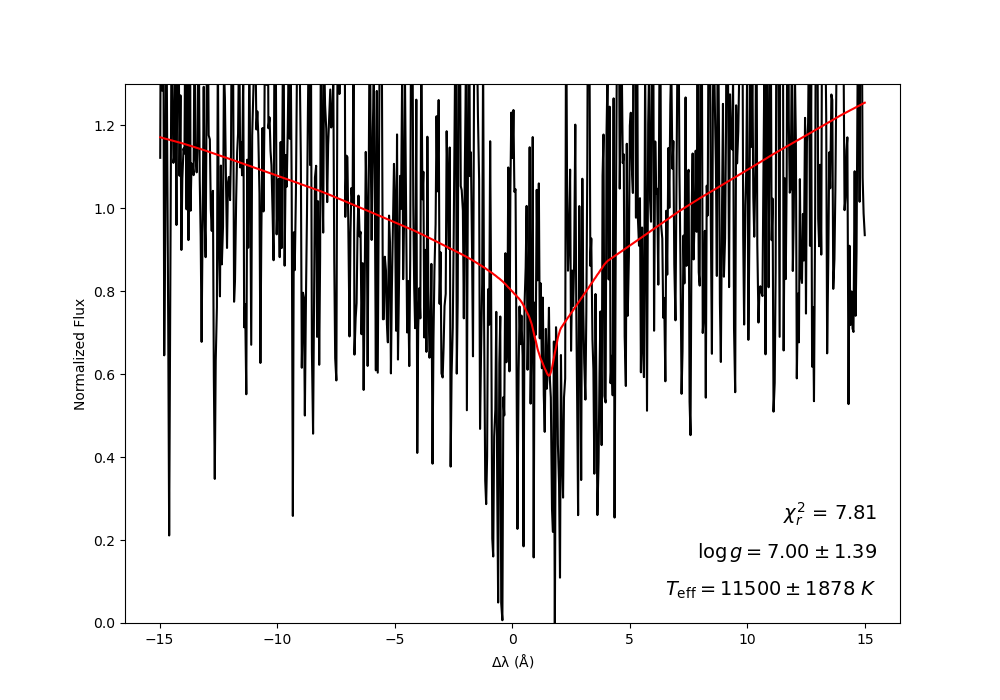 Normalized Flux
1.2
1.0
0.8
0.6
0.4
0.2
0.0
−15
−10
−5
0
5
10
15
Δλ (Å)
χ²ᵣ = 7.81
log g = 7.00 ± 1.39
T_eff = 11500 ± 1878 K